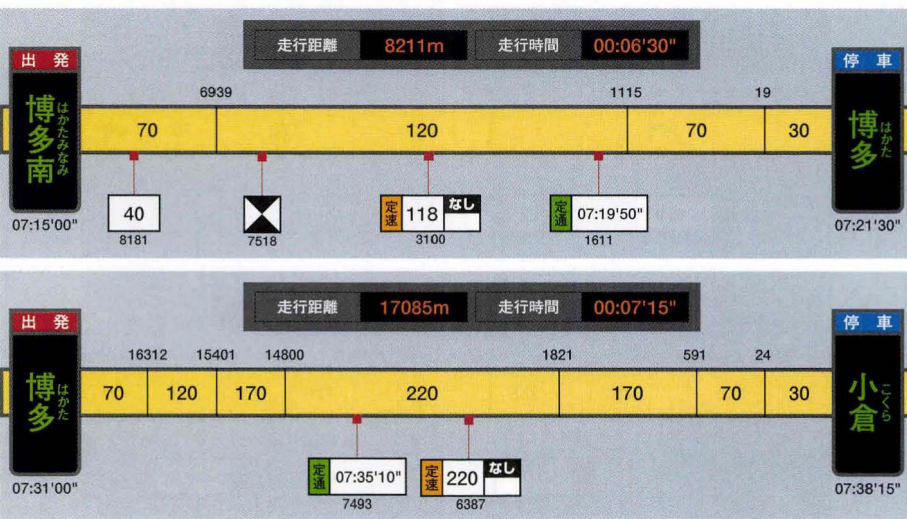 走行距離 8211m 走行時間 00:06'30"
出発
博多南
はかたみなみ
07:15'00"
6939 1115 19
70 120 70 30
40
8181
7518
定速 118 なし
3100
定通 07:19'50"
1611
停車
博多
はかた
07:21'30"
走行距離 17085m 走行時間 00:07'15"
出発
博多
はかた
07:31'00"
16312 15401 14800 1821 591 24
70 120 170 220 170 70 30
定通 07:35'10"
7493
定速 220 なし
6387
停車
小倉
こくら
07:38'15"